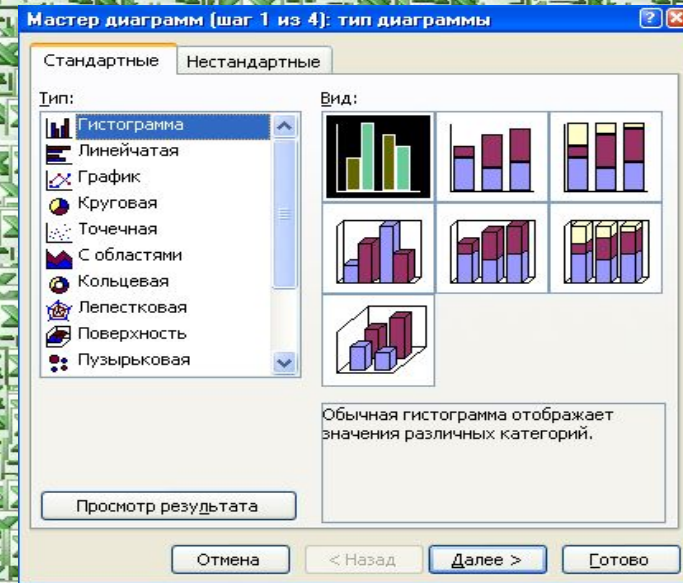 Мастер диаграмм (шаг 1 из 4): тип диаграммы
Стандартные
Нестандартные
Тип:
Гистограмма
Линейчатая
График
Круговая
Точечная
С областями
Кольцевая
Лепестковая
Поверхность
Пузырьковая
Вид:
Обычная гистограмма отображает
значения различных категорий.
Просмотр результата
Отмена
< Назад
Далее >
Готово